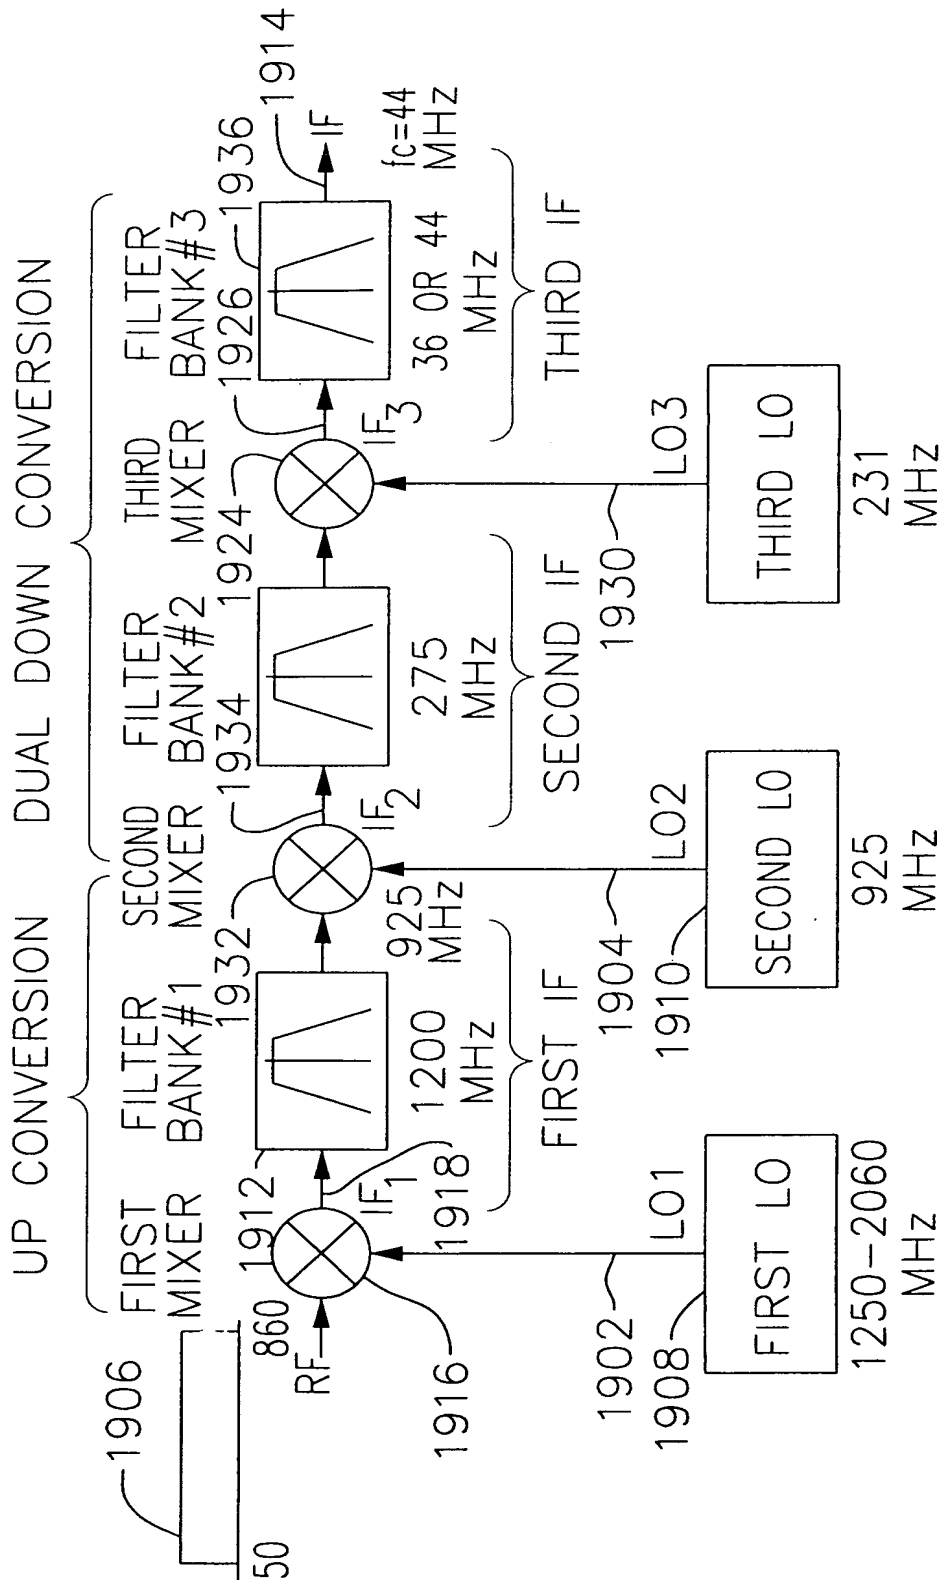 UP CONVERSION
DUAL DOWN CONVERSION
FIRST
MIXER
FILTER
BANK#1
SECOND
MIXER
FILTER
BANK#2
THIRD
MIXER
FILTER
BANK#3
1906
50
860
RF
1912
1932
1934
1924
1926
1936
1914
IF
IF1
IF2
IF3
1916
1918
1200
MHz
925
MHz
275
MHz
36 OR 44
MHz
fc=44
MHz
FIRST IF
SECOND IF
THIRD IF
1902
LO1
1908
1904
LO2
1910
1930
LO3
FIRST LO
SECOND LO
THIRD LO
1250-2060
MHz
925
MHz
231
MHz